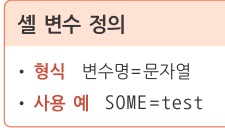 셸 변수 정의
• 형식 변수명=문자열
• 사용 예 SOME=test